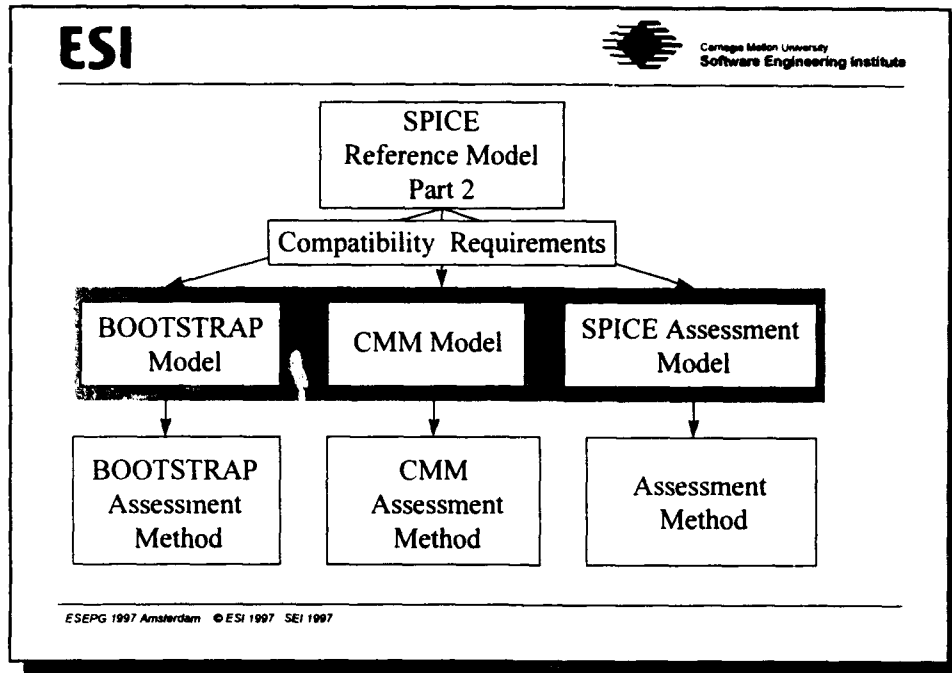 ESI
Carnegie Mellon University
Software Engineering Institute
SPICE
Reference Model
Part 2
Compatibility Requirements
BOOTSTRAP
Model
CMM Model
SPICE Assessment
Model
BOOTSTRAP
Assessment
Method
CMM
Assessment
Method
Assessment
Method
ESEPG 1997 Amsterdam © ESI 1997 SEI 1997